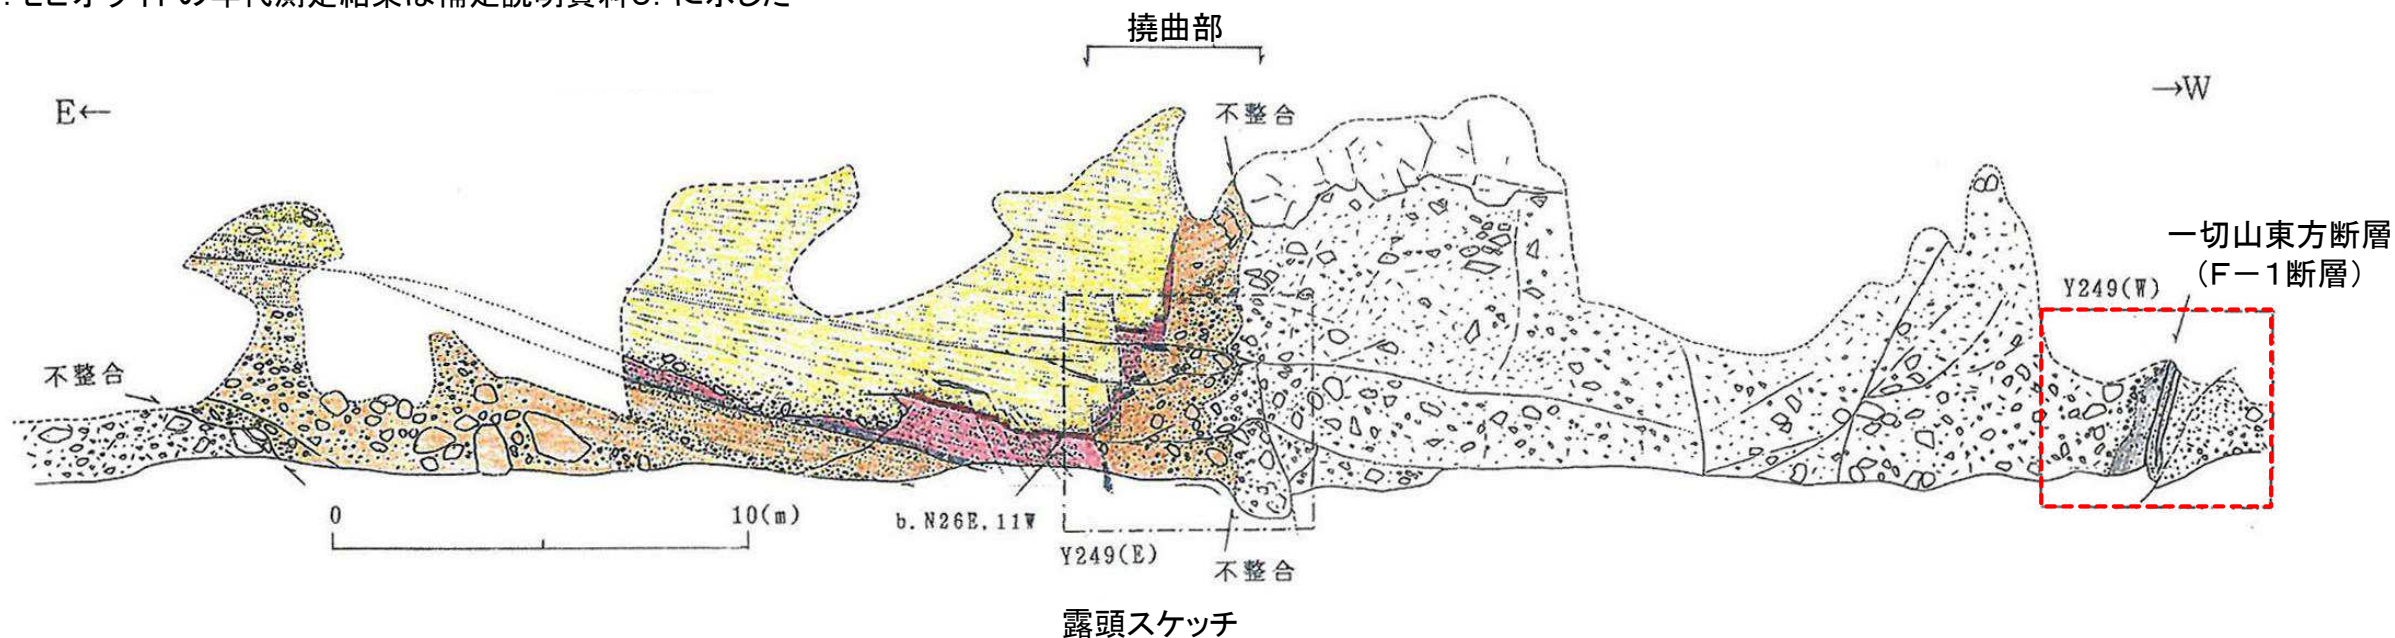 撓曲部
E←
→W
不整合
一切山東方断層
（F－1断層）
Y249(W)
不整合
0
10(m)
b.N26E,11W
Y249(E)
不整合
露頭スケッチ